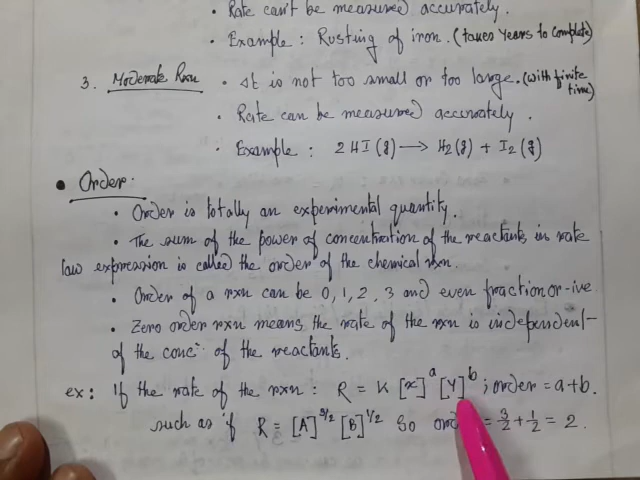 • Rate can't be measured accurately.
• Example : Rusting of iron. (takes years to complete)
3. Moderate Rxn • It is not too small or too large. (with finite time)
• Rate can be measured accurately.
• Example : 2HI(g) → H₂(g) + I₂(g)
• Order:
• Order is totally an experimental quantity.
• The sum of the power of concentration of the reactants in rate
law expression is called the order of the chemical rxn.
• Order of a rxn can be 0, 1, 2, 3 and even fraction or -ive
• Zero order rxn means, the rate of the rxn is independent-
of the conc⁻ of the reactants.
ex: If the rate of the rxn : R = K [x]ᵃ [Y]ᵇ ; order = a+b.
such as if R = [A]^3/2 [B]^1/2 So = 3/2 + 1/2 = 2.